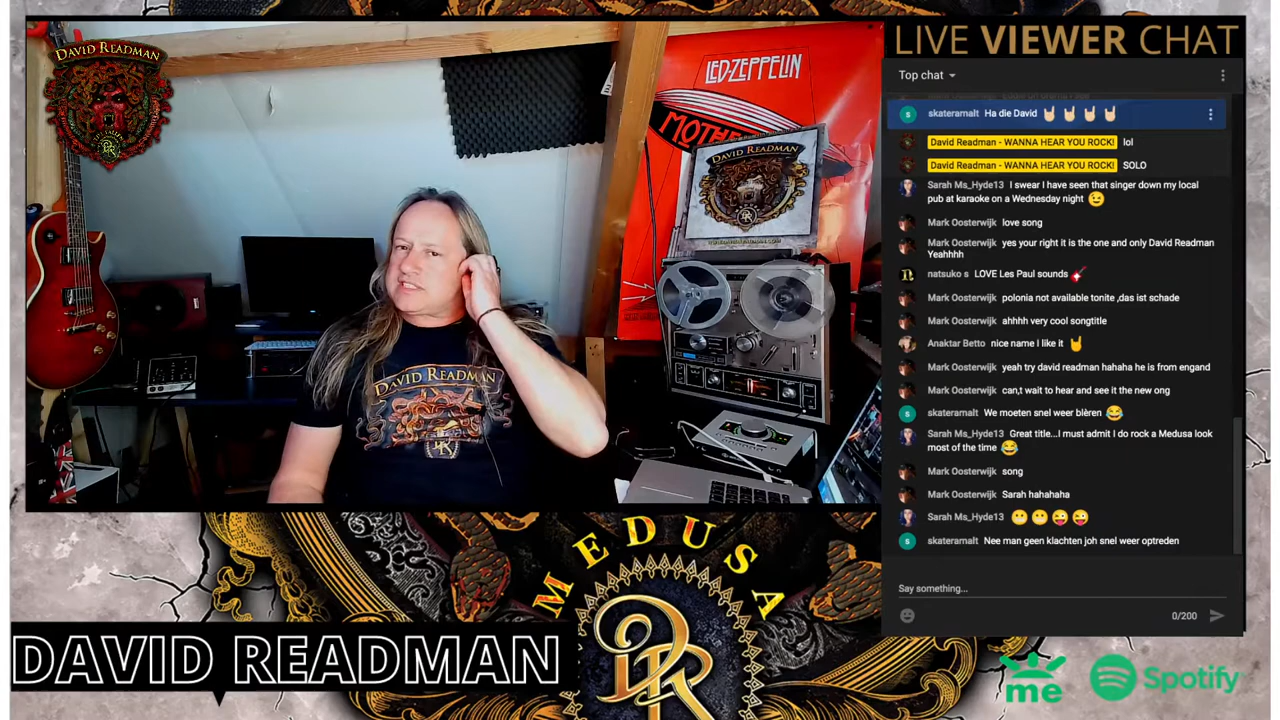 DAVID READMAN
LED-ZEPPELIN
MOTH
DAVID READMAN
DAVID READMAN
LIVE VIEWER CHAT
Top chat
s skateramalt Ha die David
David Readman - WANNA HEAR YOU ROCK! lol
David Readman - WANNA HEAR YOU ROCK! SOLO
Sarah Ms_Hyde13 I swear I have seen that singer down my local
pub at karaoke on a Wednesday night
Mark Oosterwijk love song
Mark Oosterwijk yes your right it is the one and only David Readman
Yeahhhh
natsuko s LOVE Les Paul sounds
Mark Oosterwijk polonia not available tonite ,das ist schade
Mark Oosterwijk ahhhh very cool songtitle
Anaktar Betto nice name i like it
Mark Oosterwijk yeah try david readman hahaha he is from engand
Mark Oosterwijk can,t wait to hear and see it the new ong
s skateramalt We moeten snel weer blèren
Sarah Ms_Hyde13 Great title...I must admit I do rock a Medusa look
most of the time
Mark Oosterwijk song
Mark Oosterwijk Sarah hahahaha
Sarah Ms_Hyde13
s skateramalt Nee man geen klachten joh snel weer optreden
Say something...
0/200
MEDUSA
DR
DAVID READMAN
me
Spotify